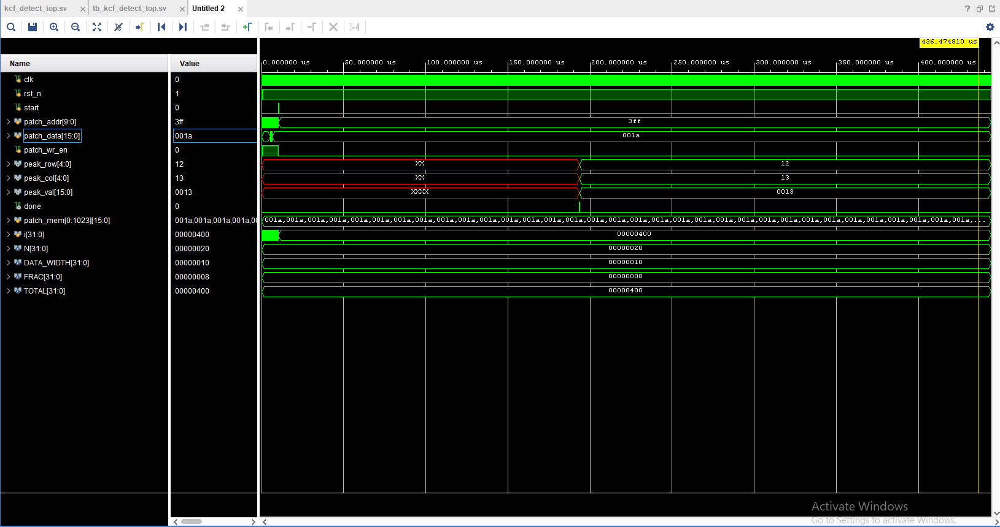 kcf_detect_top.sv × tb_kcf_detect_top.sv × Untitled 2 ×
?
436.474810 us
Name Value
0.000000 us 50.000000 us 100.000000 us 150.000000 us 200.000000 us 250.000000 us 300.000000 us 350.000000 us 400.000000 us
clk 0
rst_n 1
start 0
patch_addr[9:0] 3ff 3ff
patch_data[15:0] 001a 001a
patch_wr_en 0
peak_row[4:0] 12 XX 12
peak_col[4:0] 13 XX 13
peak_val[15:0] 0013 XXXX 0013
done 0
patch_mem[0:1023][15:0] 001a,001a,001a,001a,00 001a,001a,001a,001a,001a,001a,001a,001a,001a,001a,001a,001a,001a,001a,001a,001a,001a,001a,001a,001a,001a,001a,001a,001a,001a,001a,001a,001a,001a,001a,001a,001a,001a,...
i[31:0] 00000400 00000400
N[31:0] 00000020 00000020
DATA_WIDTH[31:0] 00000010 00000010
FRAC[31:0] 00000008 00000008
TOTAL[31:0] 00000400 00000400
Activate Windows
Go to Settings to activate Windows.